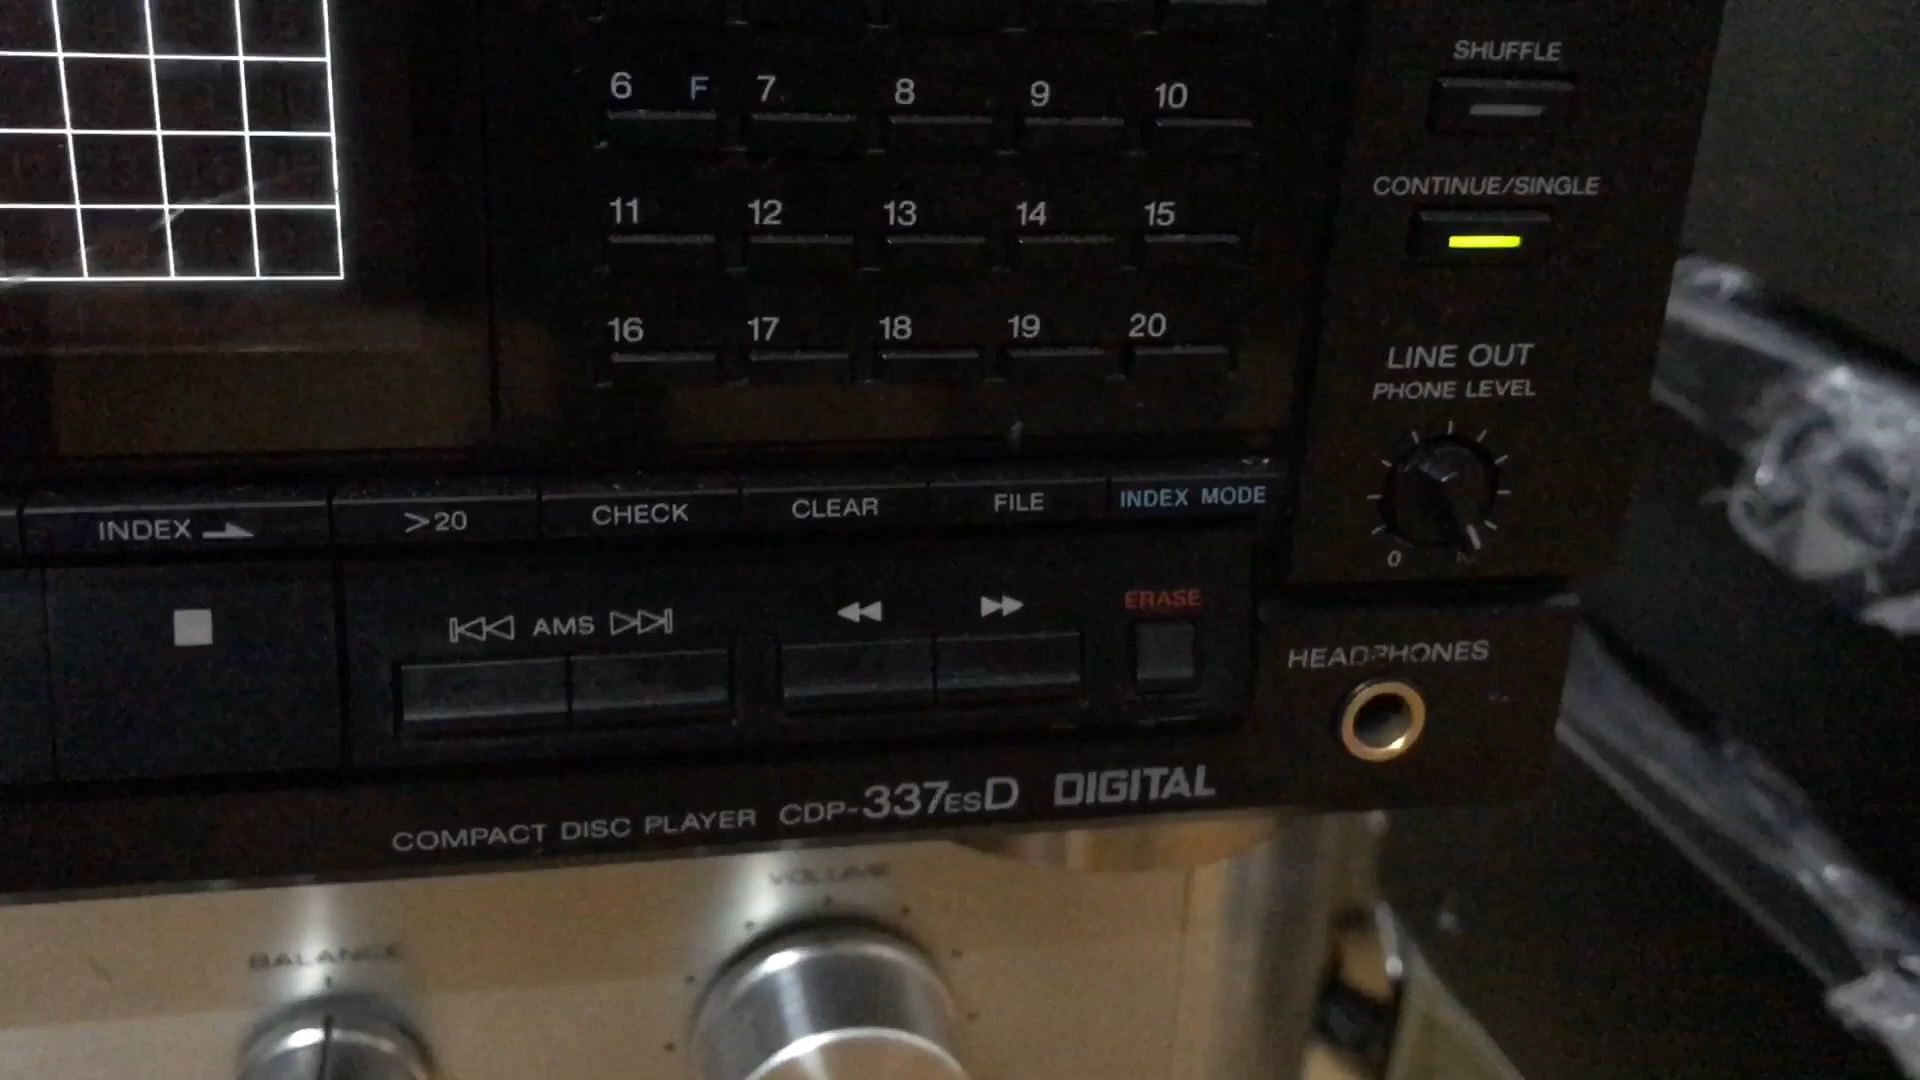 SHUFFLE
6 F 7 8 9 10
CONTINUE/SINGLE
11 12 13 14 15
16 17 18 19 20
LINE OUT
PHONE LEVEL
0
INDEX >20 CHECK CLEAR FILE INDEX MODE
AMS
ERASE
HEADPHONES
COMPACT DISC PLAYER CDP-337ESD DIGITAL
VOLUME
BALANCE